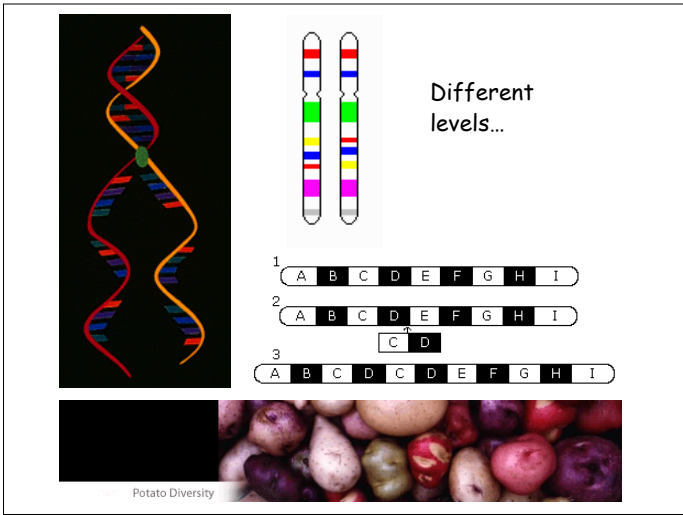 Different
levels...
1
A B C D E F G H I
2
A B C D E F G H I
C D
3
A B C D C D E F G H I
Potato Diversity